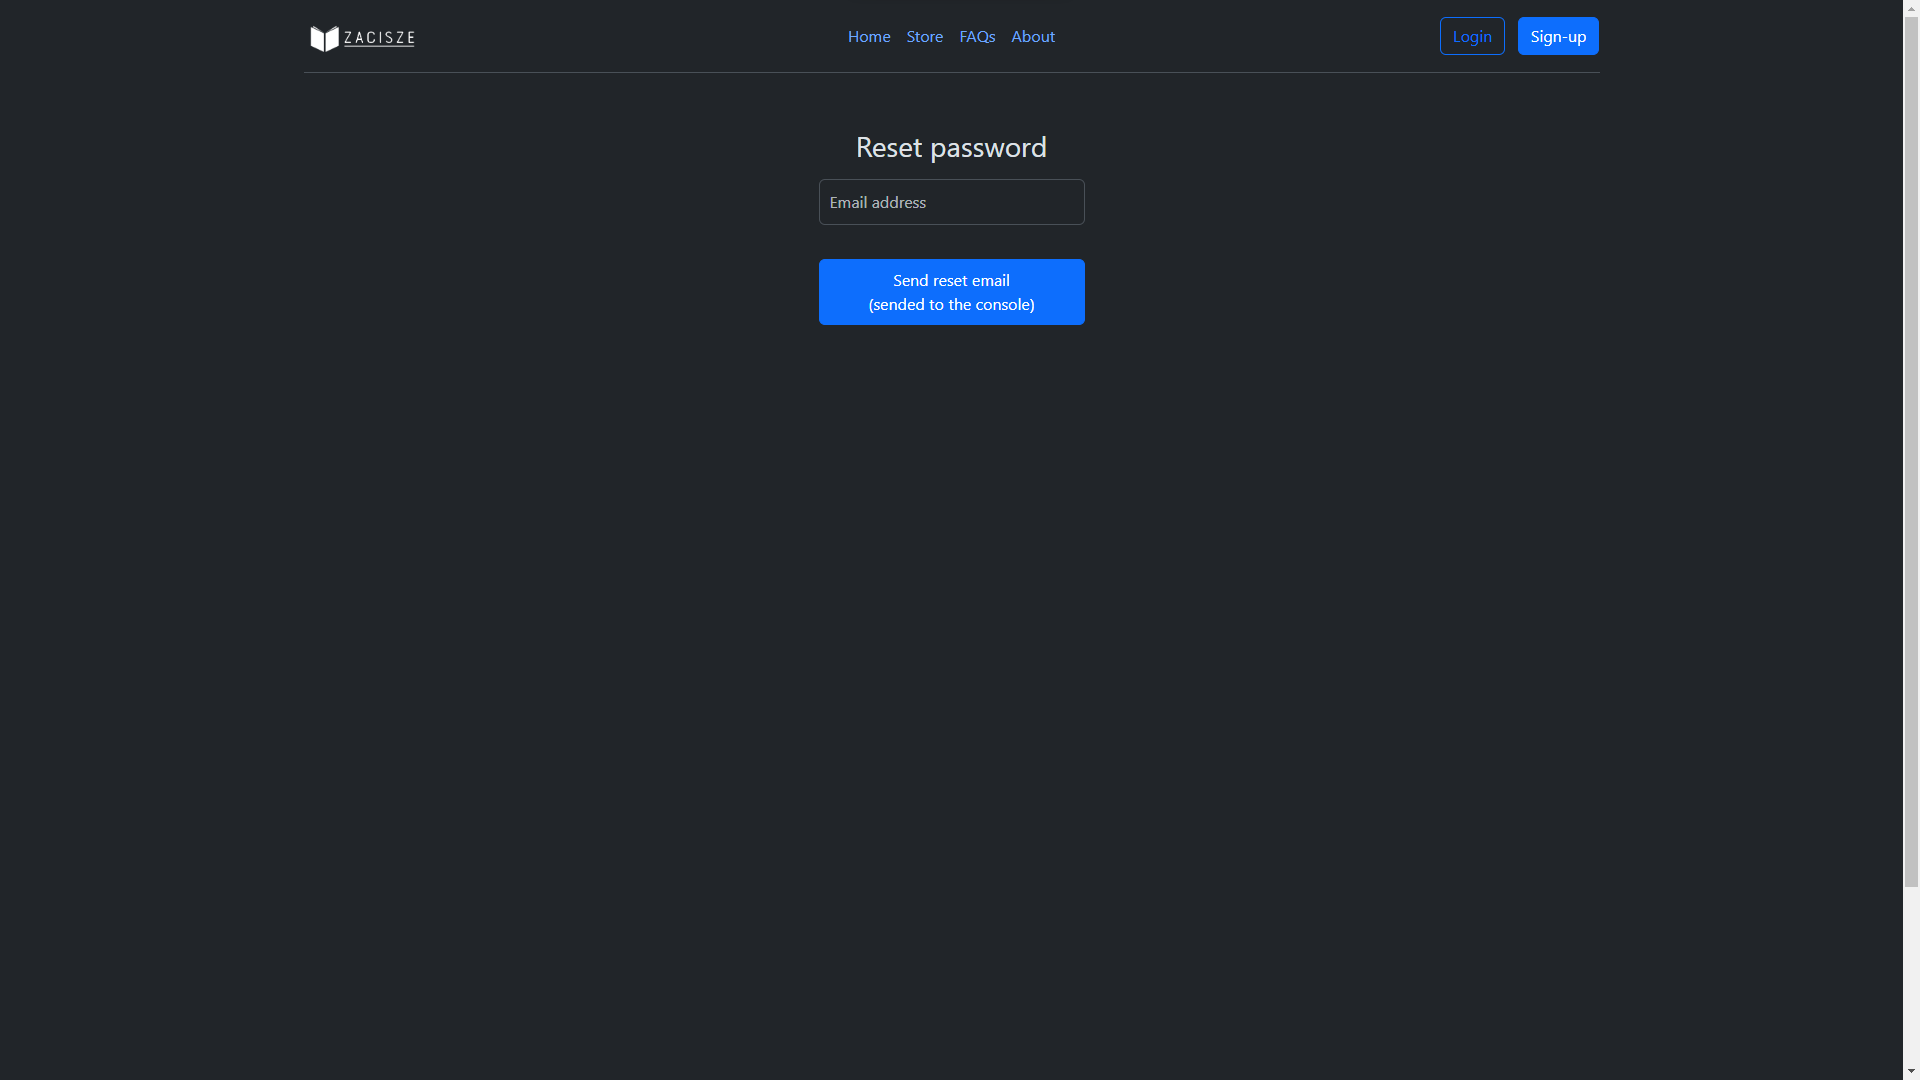 ZACISZE
Home Store FAQs About
Login Sign-up
Reset password
Email address
Send reset email
(sended to the console)